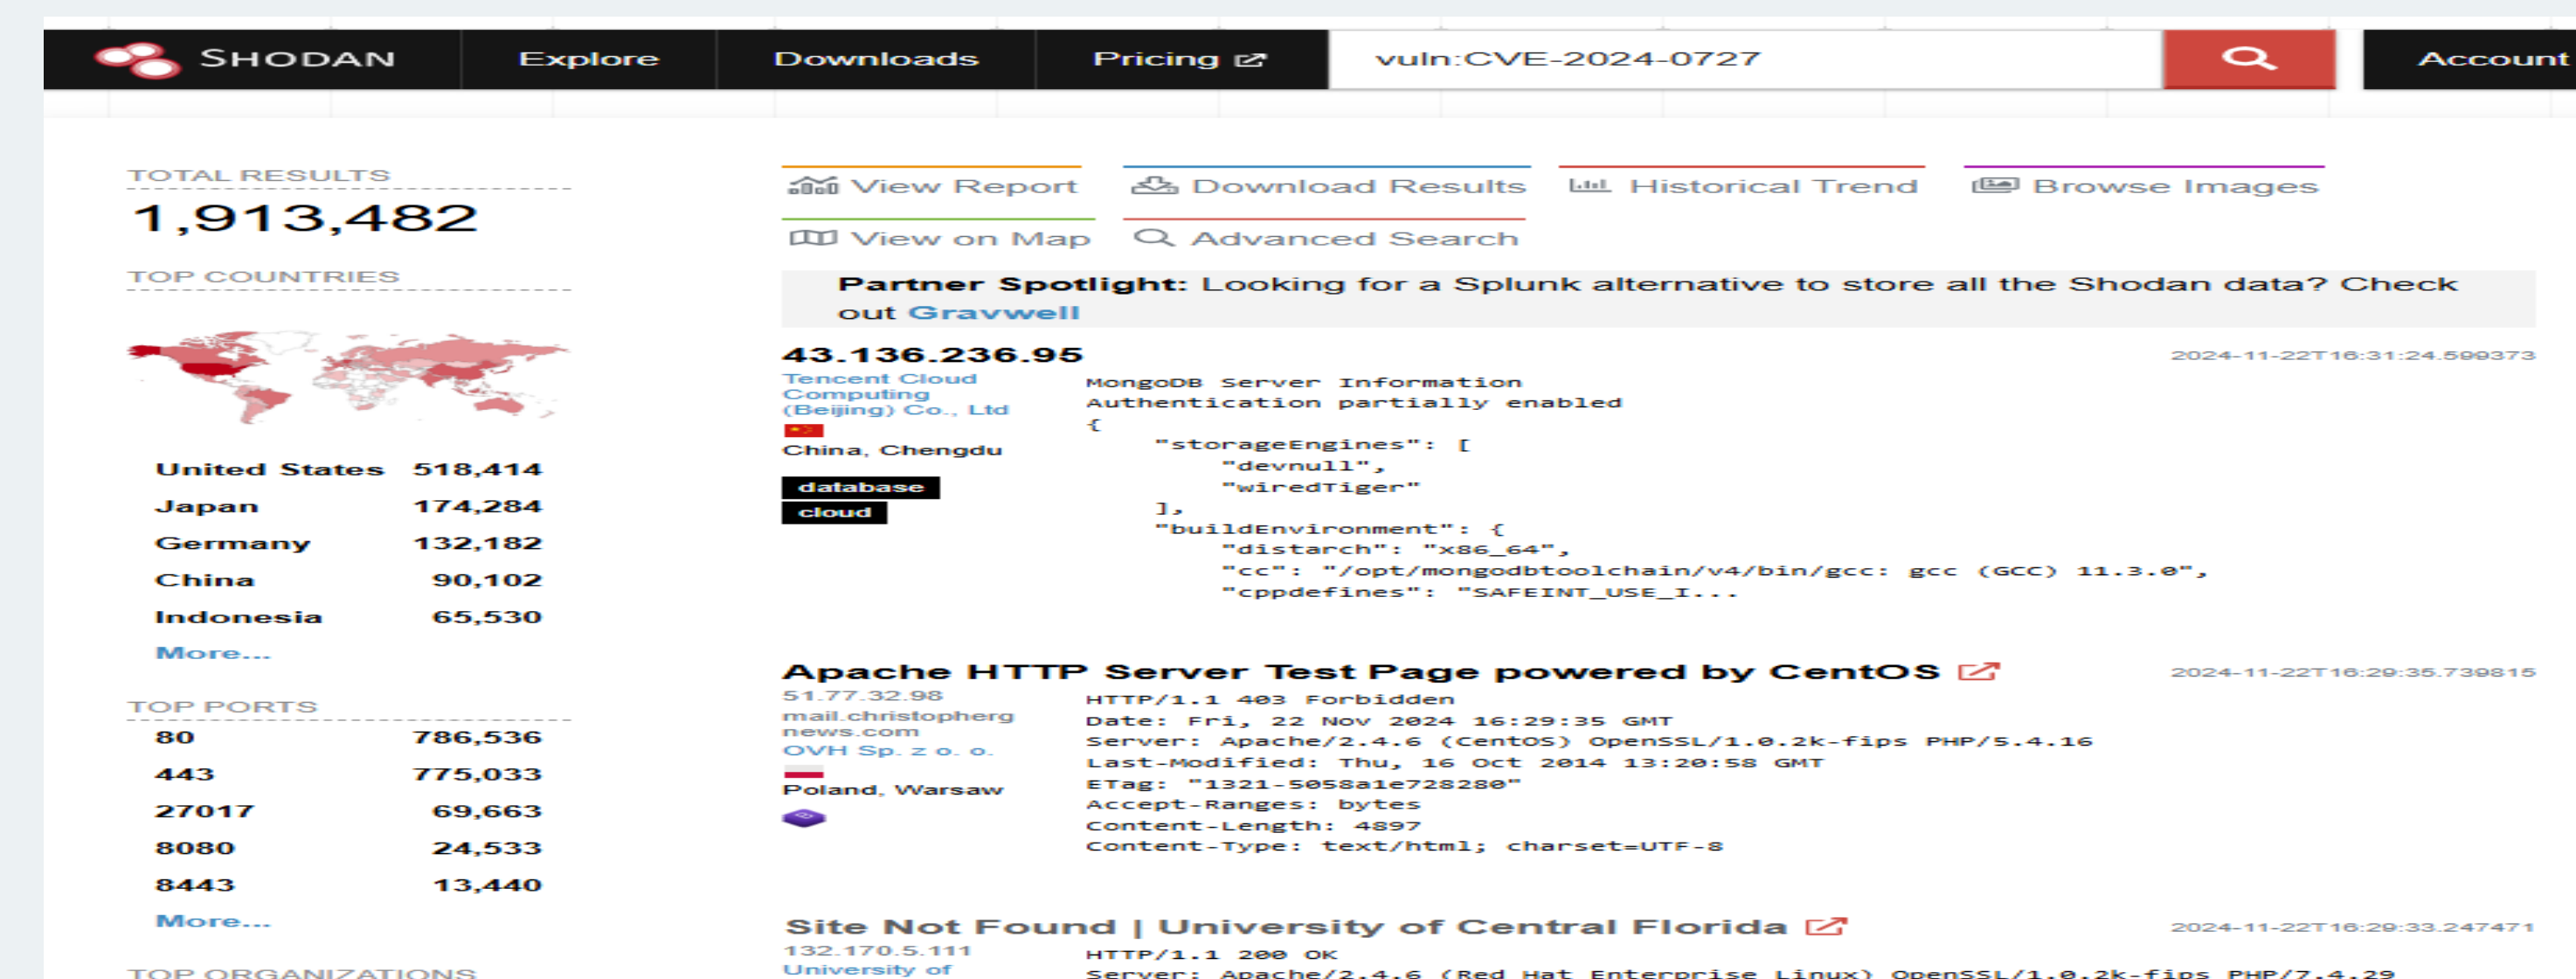 SHODAN Explore Downloads Pricing vuln:CVE-2024-0727 Account
TOTAL RESULTS
1,913,482
TOP COUNTRIES
United States 518,414
Japan 174,284
Germany 132,182
China 90,102
Indonesia 65,530
More...
TOP PORTS
80 786,536
443 775,033
27017 69,663
8080 24,533
8443 13,440
More...
TOP ORGANIZATIONS
View Report Download Results Historical Trend Browse Images
View on Map Advanced Search
Partner Spotlight: Looking for a Splunk alternative to store all the Shodan data? Check
out Gravwell
43.136.236.95
2024-11-22T16:31:24.599373
Tencent Cloud
Computing
(Beijing) Co., Ltd
China, Chengdu
database
cloud
MongoDB Server Information
Authentication partially enabled
{
"storageEngines": [
"devnull",
"wiredTiger"
],
"buildEnvironment": {
"distarch": "x86_64",
"cc": "/opt/mongodbtoolchain/v4/bin/gcc: gcc (GCC) 11.3.0",
"cppdefines": "SAFEINT_USE_I...
Apache HTTP Server Test Page powered by CentOS
2024-11-22T16:29:35.739815
51.77.32.98
mail.christopherg
news.com
OVH Sp. z o. o.
Poland, Warsaw
HTTP/1.1 403 Forbidden
Date: Fri, 22 Nov 2024 16:29:35 GMT
Server: Apache/2.4.6 (CentOS) OpenSSL/1.0.2k-fips PHP/5.4.16
Last-Modified: Thu, 16 Oct 2014 13:20:58 GMT
ETag: "1321-5058a1e728280"
Accept-Ranges: bytes
Content-Length: 4897
Content-Type: text/html; charset=UTF-8
Site Not Found | University of Central Florida
2024-11-22T16:29:33.247471
132.170.5.111
University of
HTTP/1.1 200 OK
Server: Apache/2.4.6 (Red Hat Enterprise Linux) OpenSSL/1.0.2k-fips PHP/7.4.29